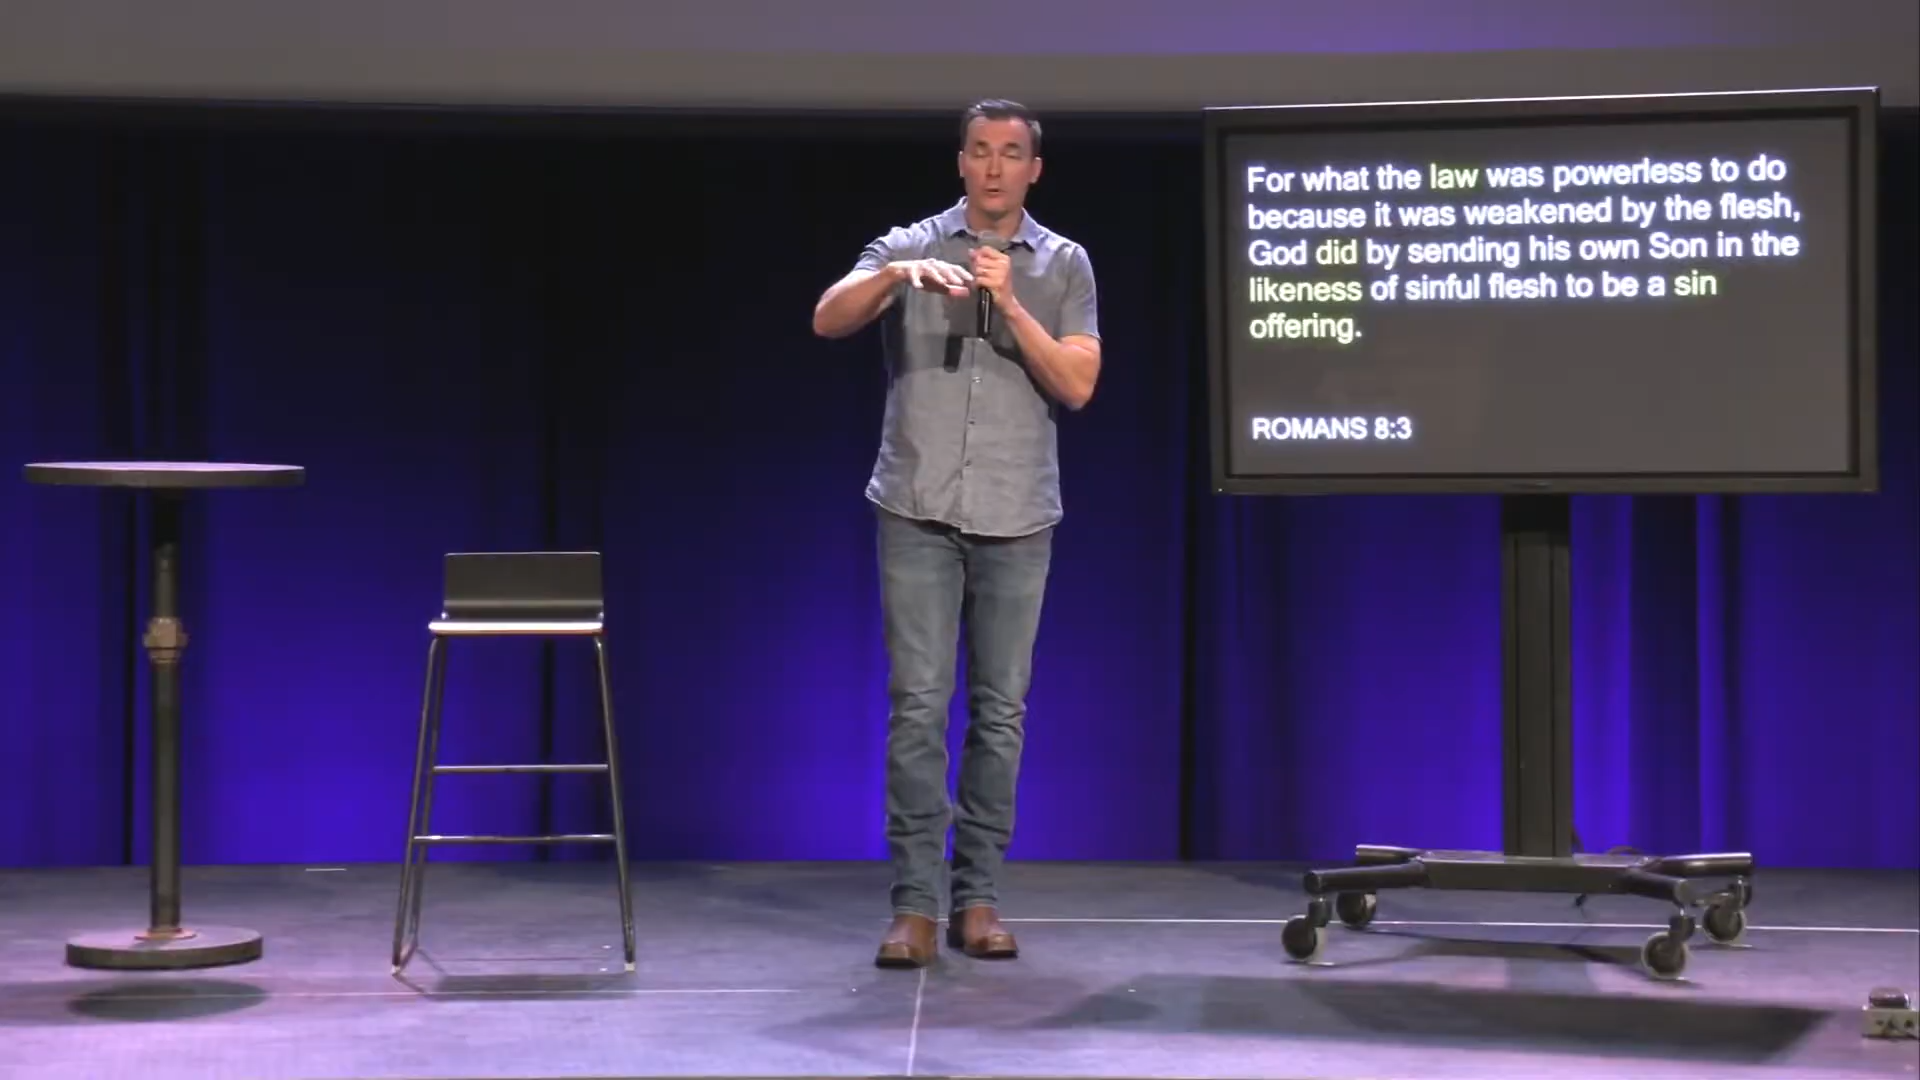 For what the law was powerless to do
because it was weakened by the flesh,
God did by sending his own Son in the
likeness of sinful flesh to be a sin
offering.
ROMANS 8:3